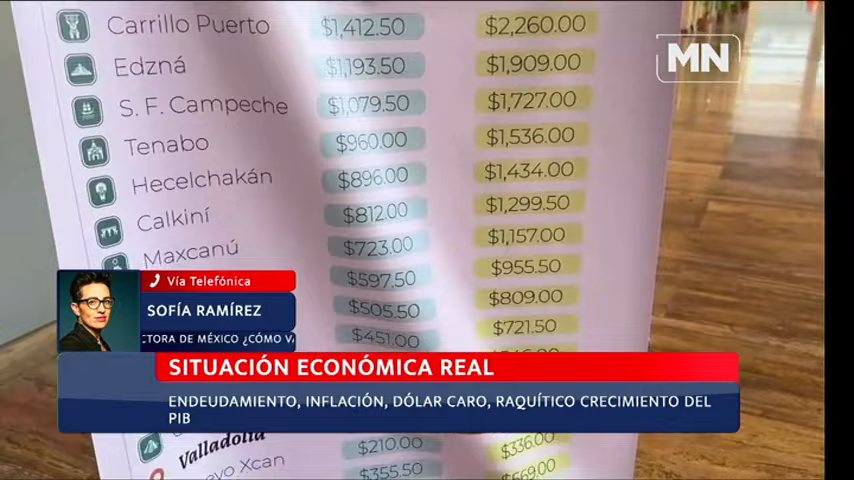 Carrillo Puerto $1,412.50 $2,260.00
MN
Edzná $1,193.50 $1,909.00
S. F. Campeche $1,079.50 $1,727.00
Tenabo $960.00 $1,536.00
Hecelchakán $896.00 $1,434.00
Calkiní $812.00 $1,299.50
Maxcanú $723.00 $1,157.00
$597.50 $955.50
$505.50 $809.00
$451.00 $721.50
Vía Telefónica
SOFÍA RAMÍREZ
CTORA DE MÉXICO ¿CÓMO VA
SITUACIÓN ECONÓMICA REAL
ENDEUDAMIENTO, INFLACIÓN, DÓLAR CARO, RAQUÍTICO CRECIMIENTO DEL
PIB
Valladolid $210.00 $336.00
Xcan $355.50 $569.00